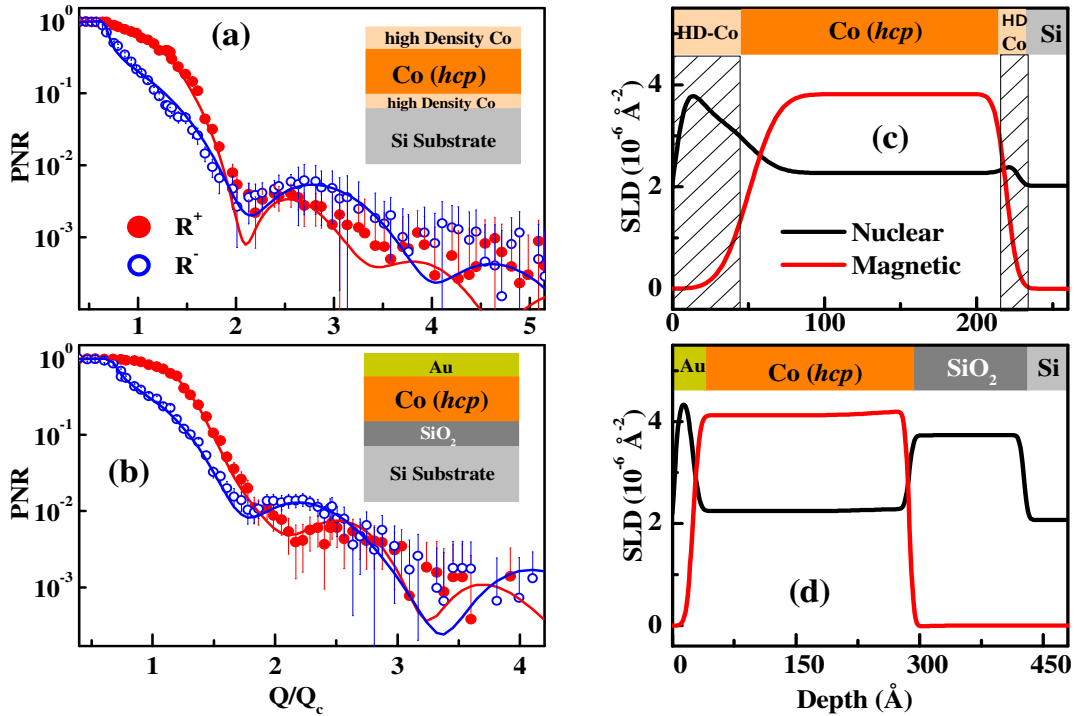 (a)
high Density Co
Co (hcp)
high Density Co
Si Substrate
R+
R-
PNR
10^0
10^-1
10^-2
10^-3
1 2 3 4 5
(b)
Au
Co (hcp)
SiO2
Si Substrate
PNR
10^0
10^-1
10^-2
10^-3
1 2 3 4
Q/Qc
HD-Co
Co (hcp)
HD
Co
Si
(c)
Nuclear
Magnetic
SLD (10^-6 Å^-2)
4
2
0
0 100 200
Au
Co (hcp)
SiO2
Si
(d)
SLD (10^-6 Å^-2)
4
2
0
0 150 300 450
Depth (Å)